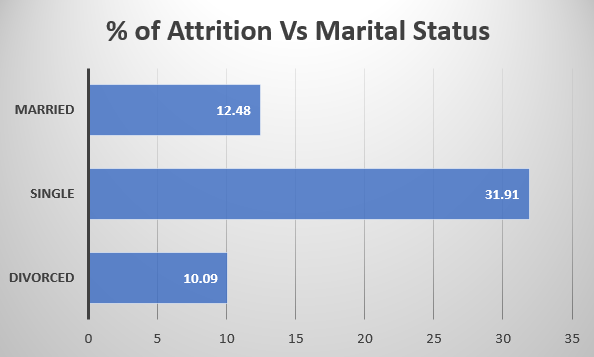 % of Attrition Vs Marital Status
MARRIED
12.48
SINGLE
31.91
DIVORCED
10.09
0 5 10 15 20 25 30 35